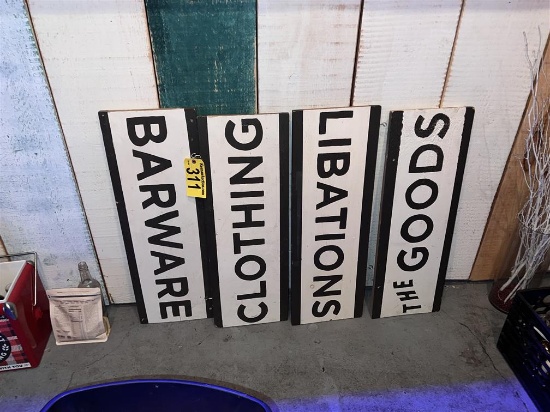 BARWARE
311
CLOTHING
LIBATIONS
THE GOODS